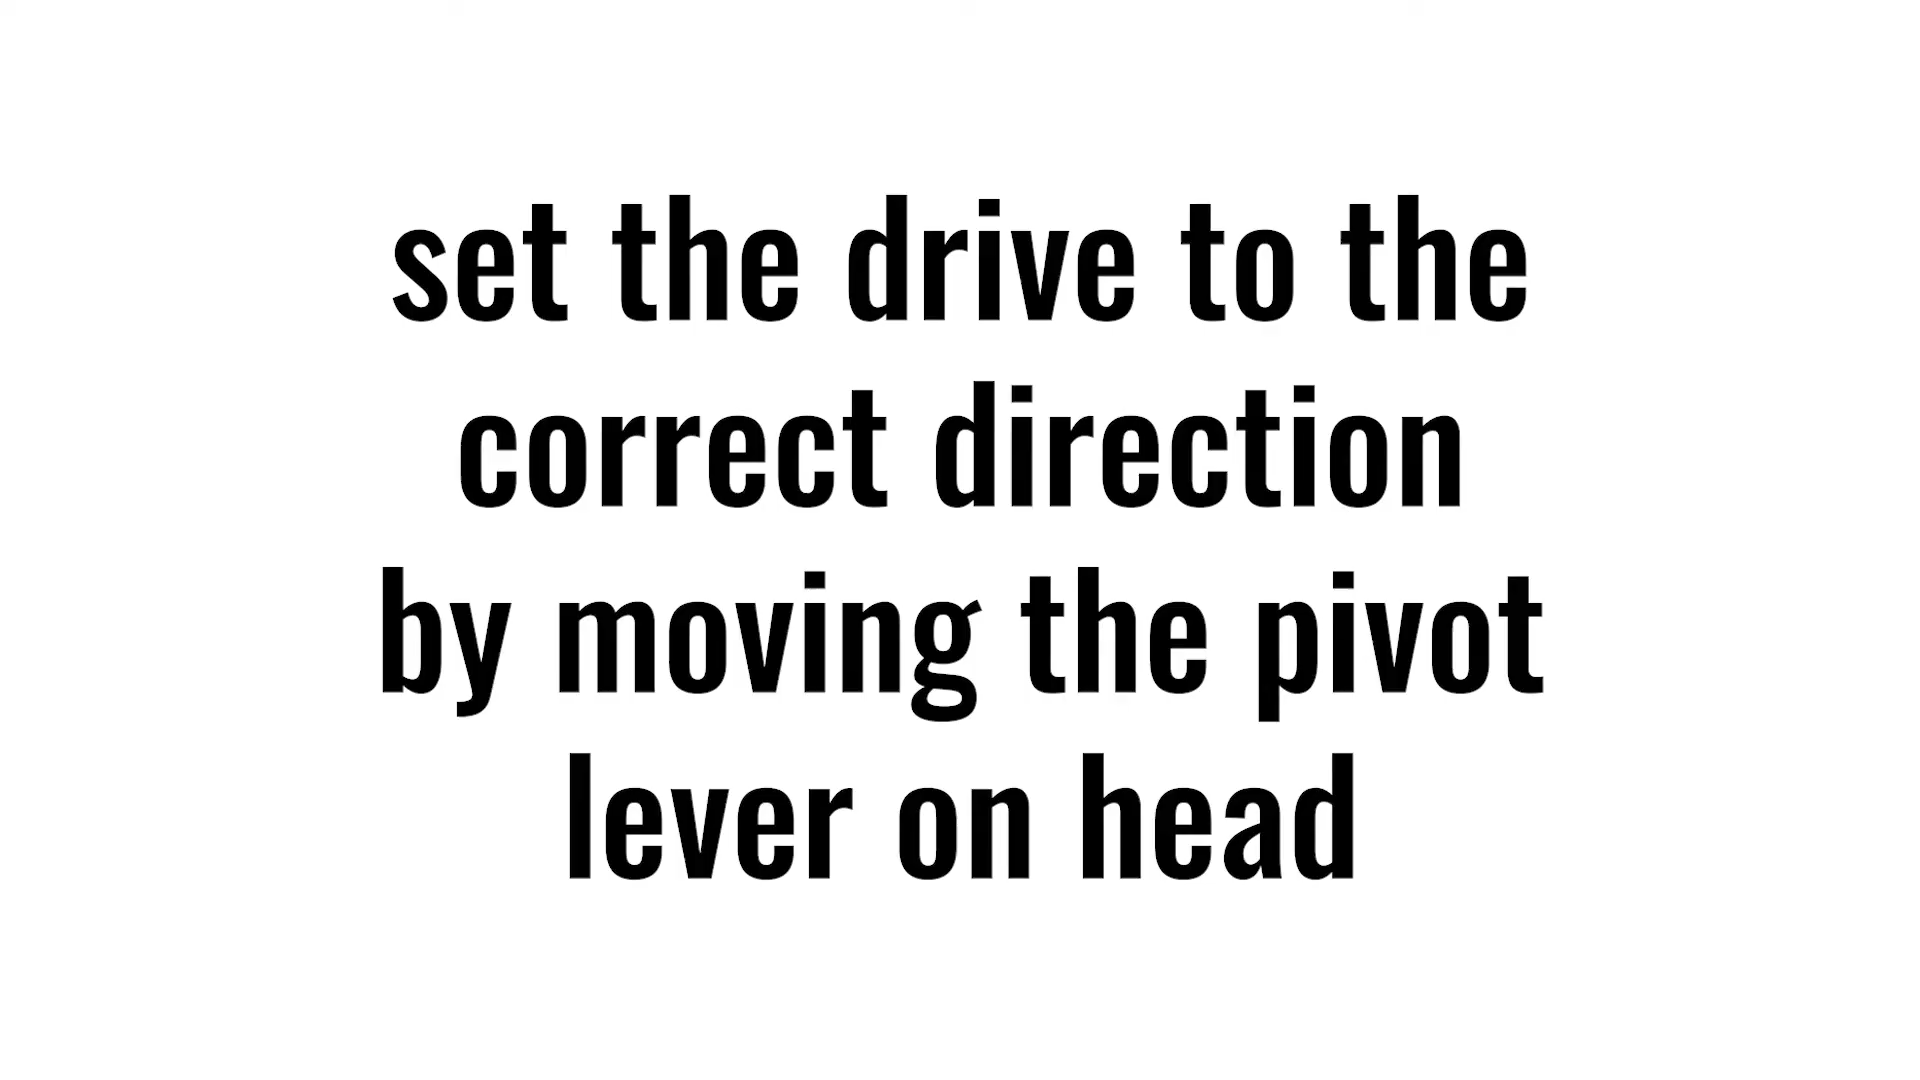 set the drive to the
correct direction
by moving the pivot
lever on head